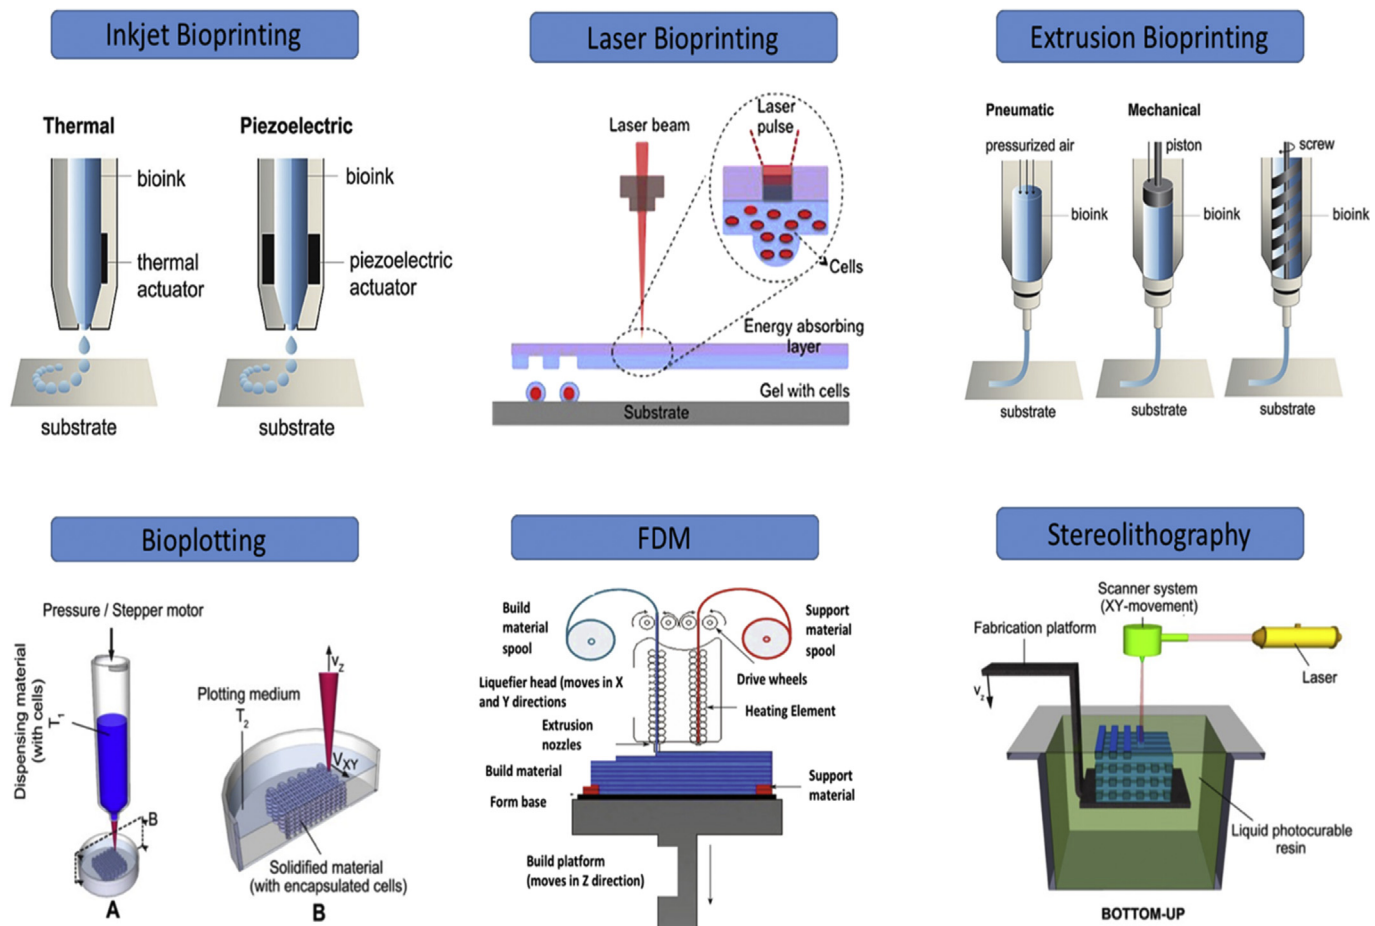 Inkjet Bioprinting
Thermal
Piezoelectric
bioink
bioink
thermal
actuator
piezoelectric
actuator
substrate
substrate
Laser Bioprinting
Laser beam
Laser
pulse
Cells
Energy absorbing
layer
Gel with cells
Substrate
Extrusion Bioprinting
Pneumatic
Mechanical
pressurized air
piston
screw
bioink
bioink
bioink
substrate
substrate
substrate
Bioplotting
Pressure / Stepper motor
Dispensing material
(with cells)
T1
B
A
Plotting medium
T2
VZ
VXY
Solidified material
(with encapsulated cells)
B
FDM
Build
material
spool
Support
material
spool
Liquefier head (moves in X
and Y directions
Drive wheels
Heating Element
Extrusion
nozzles
Build material
Form base
Support
material
Build platform
(moves in Z direction)
Stereolithography
Scanner system
(XY-movement)
Fabrication platform
Vz
Laser
Liquid photocurable
resin
BOTTOM-UP